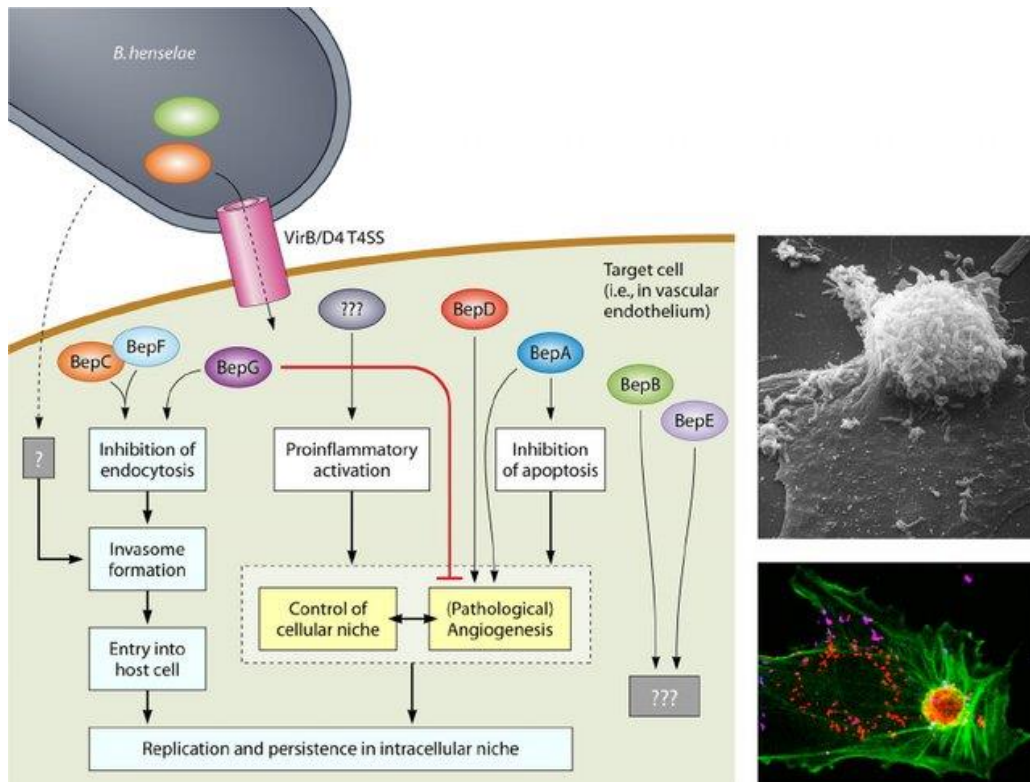 B. henselae
VirB/D4 T4SS
Target cell
(i.e., in vascular
endothelium)
???
BepD
BepF
BepC
BepG
BepA
BepB
BepE
?
Inhibition of
endocytosis
Proinflammatory
activation
Inhibition
of apoptosis
Invasome
formation
Control of
cellular niche
(Pathological)
Angiogenesis
Entry into
host cell
???
Replication and persistence in intracellular niche